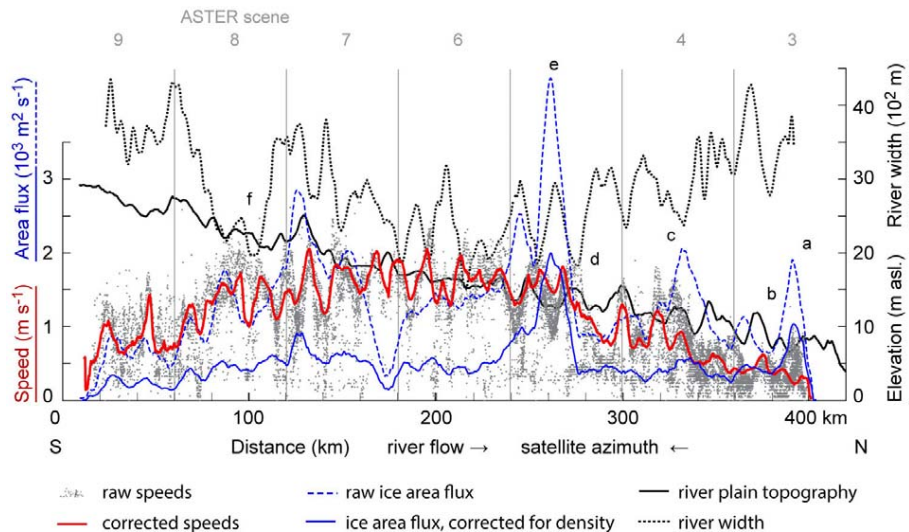 ASTER scene
9 8 7 6 4 3
e
f
d
c
b
a
Area flux (10³ m² s⁻¹)
Speed (m s⁻¹)
3
2
1
0
40
30
20
10
0
River width (10² m)
Elevation (m asl.)
0 100 200 300 400 km
S Distance (km) river flow → satellite azimuth ← N
raw speeds raw ice area flux river plain topography
corrected speeds ice area flux, corrected for density river width